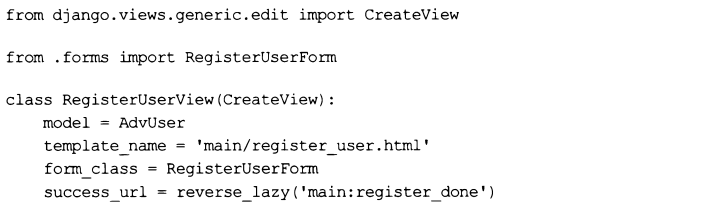 from django.views.generic.edit import CreateView
from .forms import RegisterUserForm
class RegisterUserView(CreateView):
    model = AdvUser
    template_name = 'main/register_user.html'
    form_class = RegisterUserForm
    success_url = reverse_lazy('main:register_done')